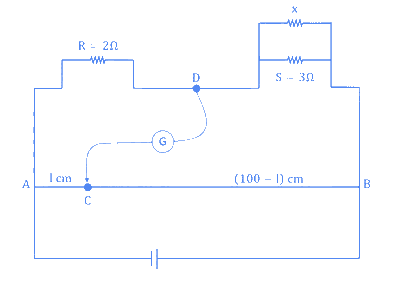 x
R = 2Ω
D
S = 3Ω
G
A
l cm
(100 − l) cm
B
C